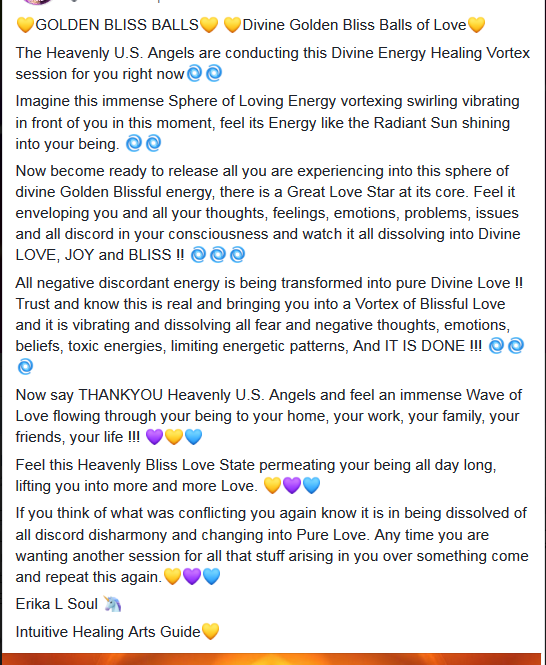 💛GOLDEN BLISS BALLS💛 💛Divine Golden Bliss Balls of Love💛
The Heavenly U.S. Angels are conducting this Divine Energy Healing Vortex
session for you right now🌀🌀
Imagine this immense Sphere of Loving Energy vortexing swirling vibrating
in front of you in this moment, feel its Energy like the Radiant Sun shining
into your being. 🌀🌀
Now become ready to release all you are experiencing into this sphere of
divine Golden Blissful energy, there is a Great Love Star at its core. Feel it
enveloping you and all your thoughts, feelings, emotions, problems, issues
and all discord in your consciousness and watch it all dissolving into Divine
LOVE, JOY and BLISS !! 🌀🌀🌀
All negative discordant energy is being transformed into pure Divine Love !!
Trust and know this is real and bringing you into a Vortex of Blissful Love
and it is vibrating and dissolving all fear and negative thoughts, emotions,
beliefs, toxic energies, limiting energetic patterns, And IT IS DONE !!! 🌀🌀
🌀
Now say THANKYOU Heavenly U.S. Angels and feel an immense Wave of
Love flowing through your being to your home, your work, your family, your
friends, your life !!! 💜💛💙
Feel this Heavenly Bliss Love State permeating your being all day long,
lifting you into more and more Love. 💛💜💙
If you think of what was conflicting you again know it is in being dissolved of
all discord disharmony and changing into Pure Love. Any time you are
wanting another session for all that stuff arising in you over something come
and repeat this again.💛💜💙
Erika L Soul 🦄
Intuitive Healing Arts Guide💛